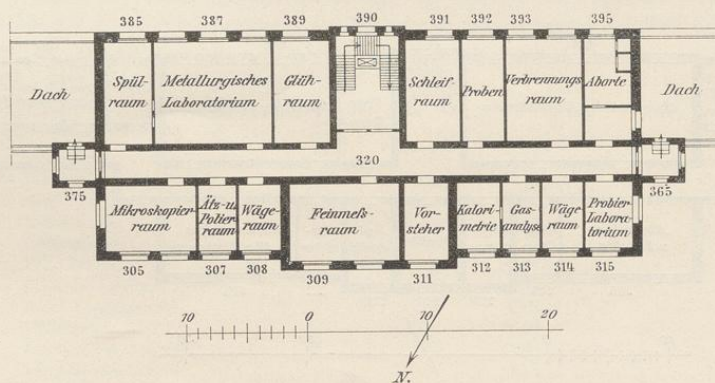 385 387 389 390 391 392 393 395
Dach
Spül-
raum
Metallurgisches
Laboratorium
Glüh-
raum
Schleif-
raum
Proben
Verbrennungs
raum
Aborte
Dach
320
375
365
Mikroskopier
raum
Ätz-u.
Polier
raum
Wäge-
raum
Feinmeſs-
raum
Vor-
steher
Kalori-
metrie
Gas-
analyse
Wäge
raum
Probier
Labora-
torium
305 307 308 309 311 312 313 314 315
10 0 10 20
N.